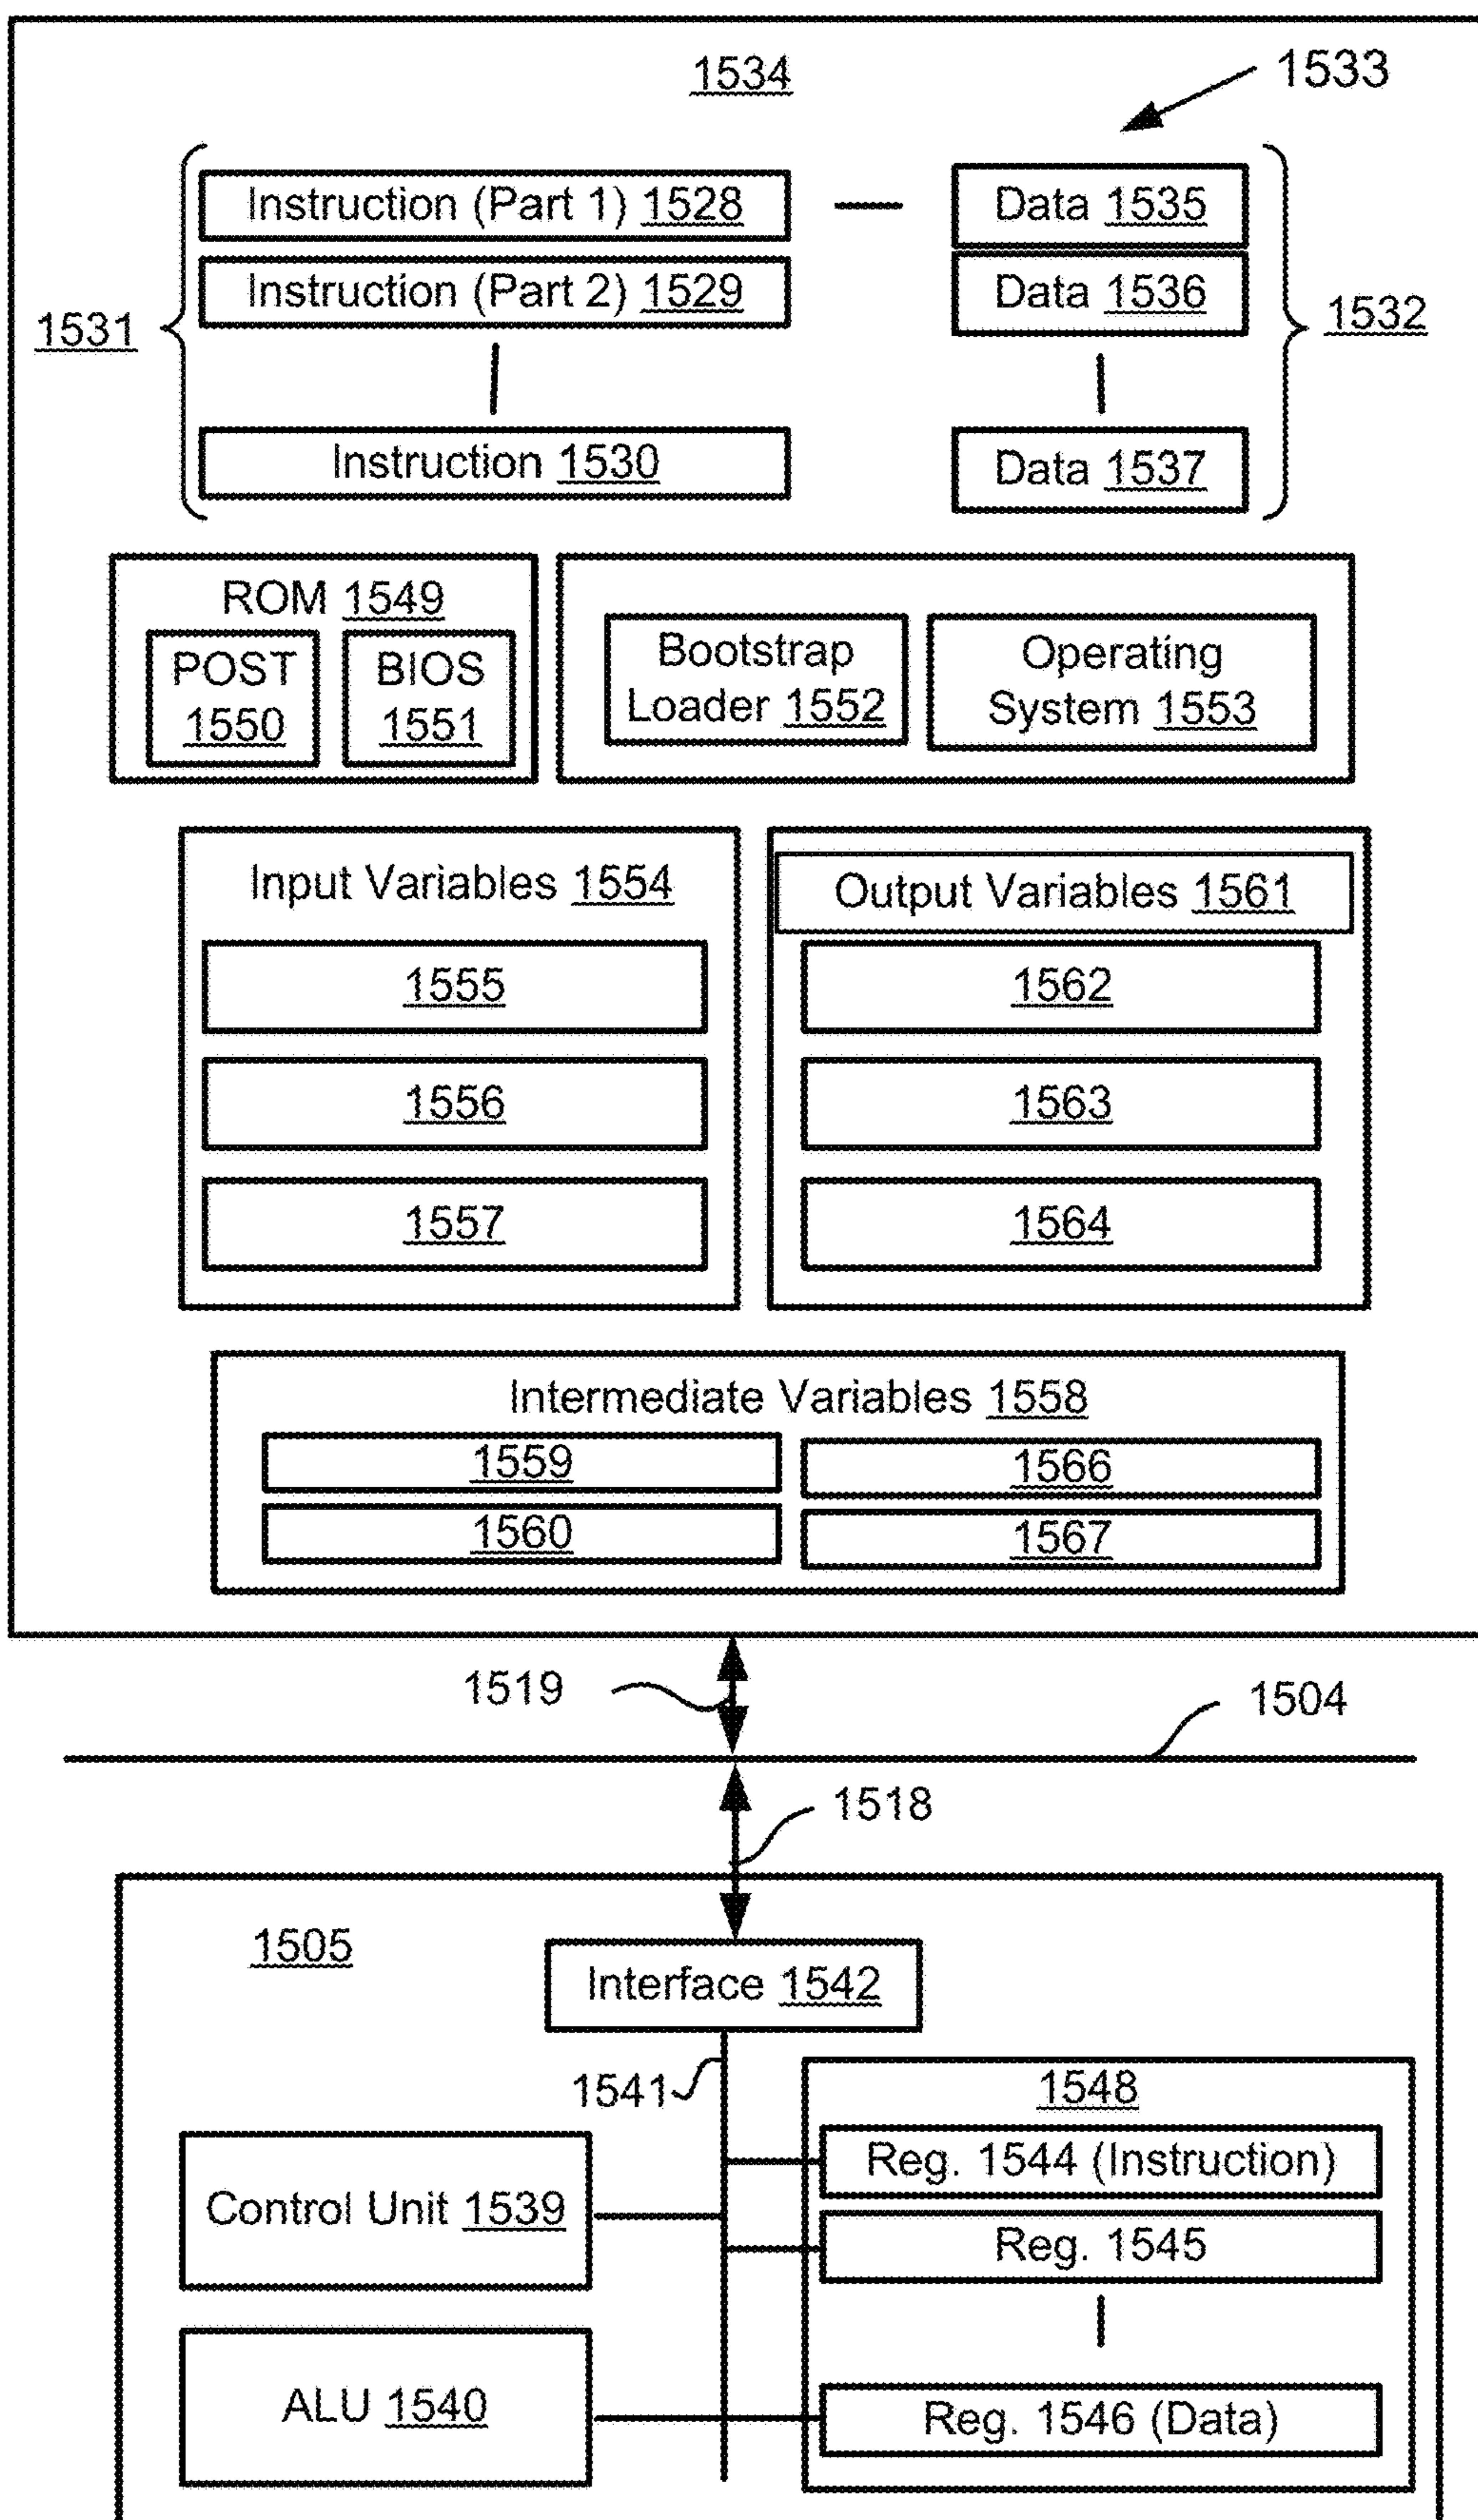 1534
1533
Instruction (Part 1) 1528
Data 1535
Instruction (Part 2) 1529
Data 1536
1531
1532
Instruction 1530
Data 1537
ROM 1549
POST
1550
BIOS
1551
Bootstrap
Loader 1552
Operating
System 1553
Input Variables 1554
1555
1556
1557
Output Variables 1561
1562
1563
1564
Intermediate Variables 1558
1559
1566
1560
1567
1519
1504
1518
1505
Interface 1542
1541
1548
Reg. 1544 (Instruction)
Control Unit 1539
Reg. 1545
ALU 1540
Reg. 1546 (Data)